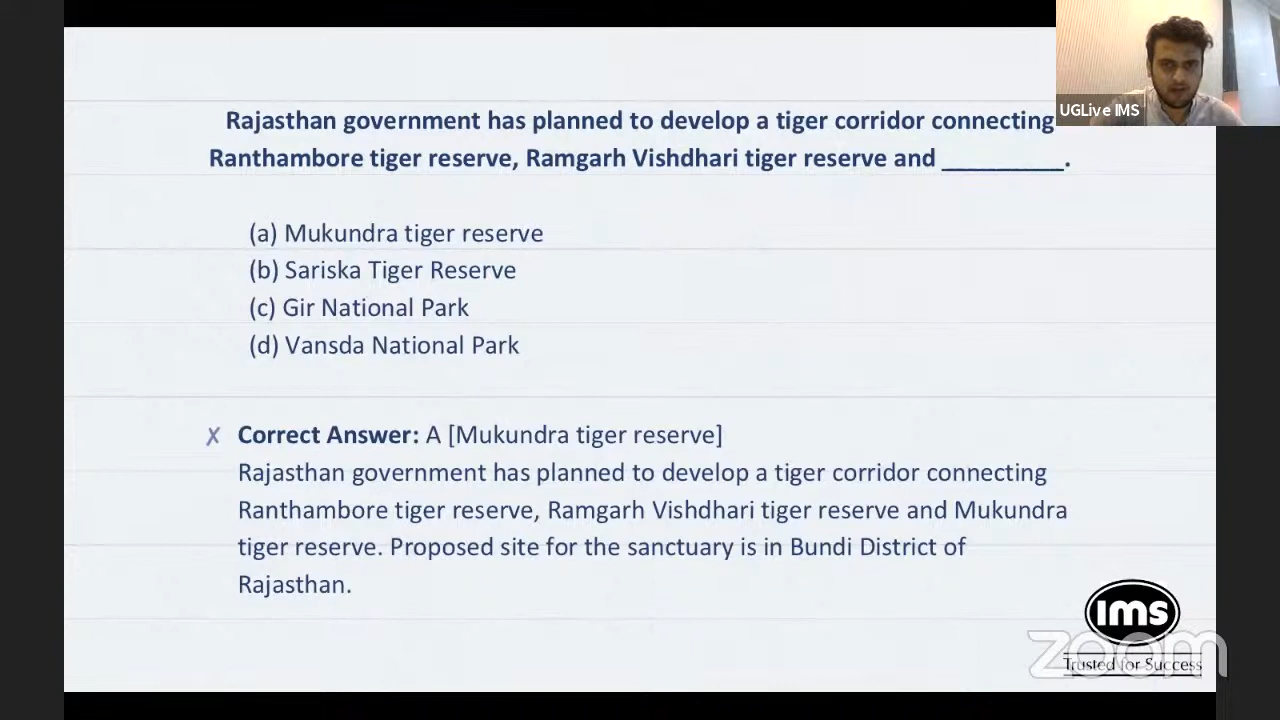 Rajasthan government has planned to develop a tiger corridor connecting
Ranthambore tiger reserve, Ramgarh Vishdhari tiger reserve and __________.
(a) Mukundra tiger reserve
(b) Sariska Tiger Reserve
(c) Gir National Park
(d) Vansda National Park
✗ Correct Answer: A [Mukundra tiger reserve]
Rajasthan government has planned to develop a tiger corridor connecting
Ranthambore tiger reserve, Ramgarh Vishdhari tiger reserve and Mukundra
tiger reserve. Proposed site for the sanctuary is in Bundi District of
Rajasthan.
UGLive IMS
ims
zoom
Trusted for Success